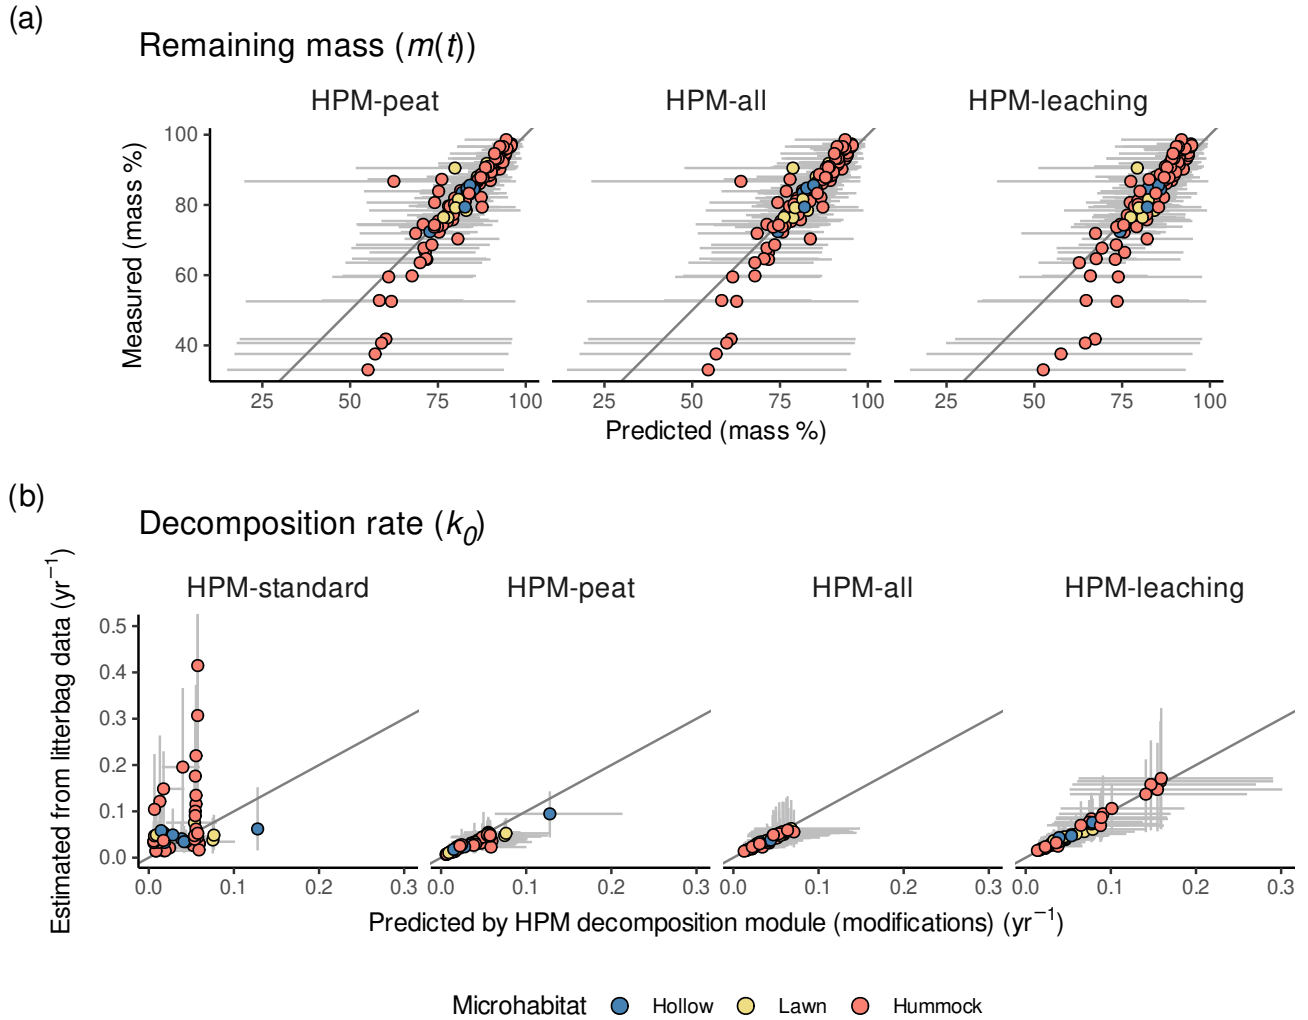 (a)
Remaining mass (m(t))
HPM-peat
HPM-all
HPM-leaching
Measured (mass %)
100
80
60
40
25
50
75
100
25
50
75
100
25
50
75
100
Predicted (mass %)
(b)
Decomposition rate (k0)
HPM-standard
HPM-peat
HPM-all
HPM-leaching
Estimated from litterbag data (yr−1)
0.5
0.4
0.3
0.2
0.1
0.0
0.0
0.1
0.2
0.3
0.0
0.1
0.2
0.3
0.0
0.1
0.2
0.3
0.0
0.1
0.2
0.3
Predicted by HPM decomposition module (modifications) (yr−1)
Microhabitat
Hollow
Lawn
Hummock